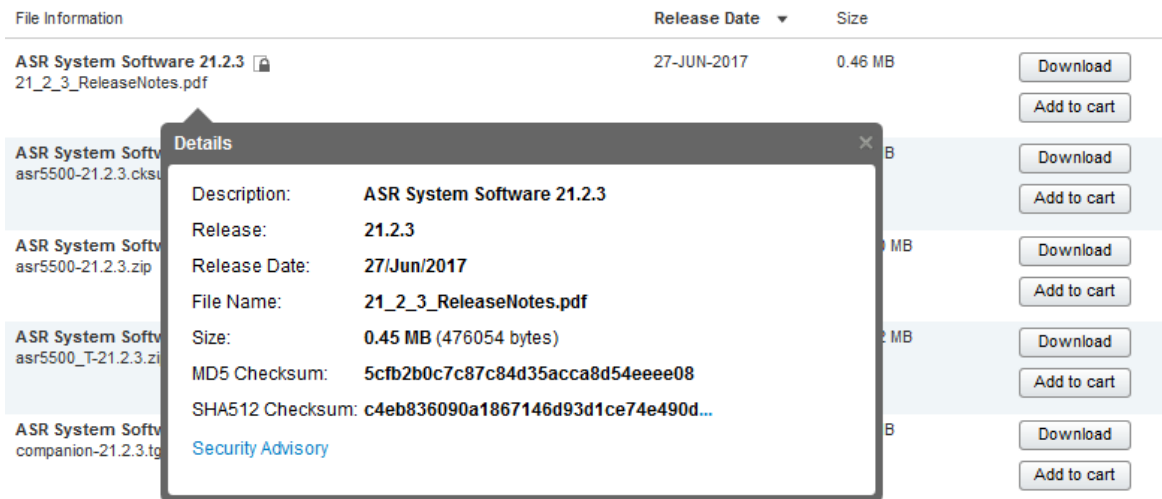 File Information Release Date Size
ASR System Software 21.2.3 27-JUN-2017 0.46 MB Download
21_2_3_ReleaseNotes.pdf
Add to cart
Details
ASR System Softw B Download
asr5500-21.2.3.cksu
Description: ASR System Software 21.2.3
Add to cart
Release: 21.2.3
ASR System Softw MB Download
asr5500-21.2.3.zip
Release Date: 27/Jun/2017
Add to cart
File Name: 21_2_3_ReleaseNotes.pdf
ASR System Softw Size: 0.45 MB (476054 bytes) MB Download
asr5500_T-21.2.3.zi
MD5 Checksum: 5cfb2b0c7c87c84d35acca8d54eeee08
Add to cart
SHA512 Checksum: c4eb836090a1867146d93d1ce74e490d...
ASR System Softw B Download
companion-21.2.3.tg
Security Advisory
Add to cart